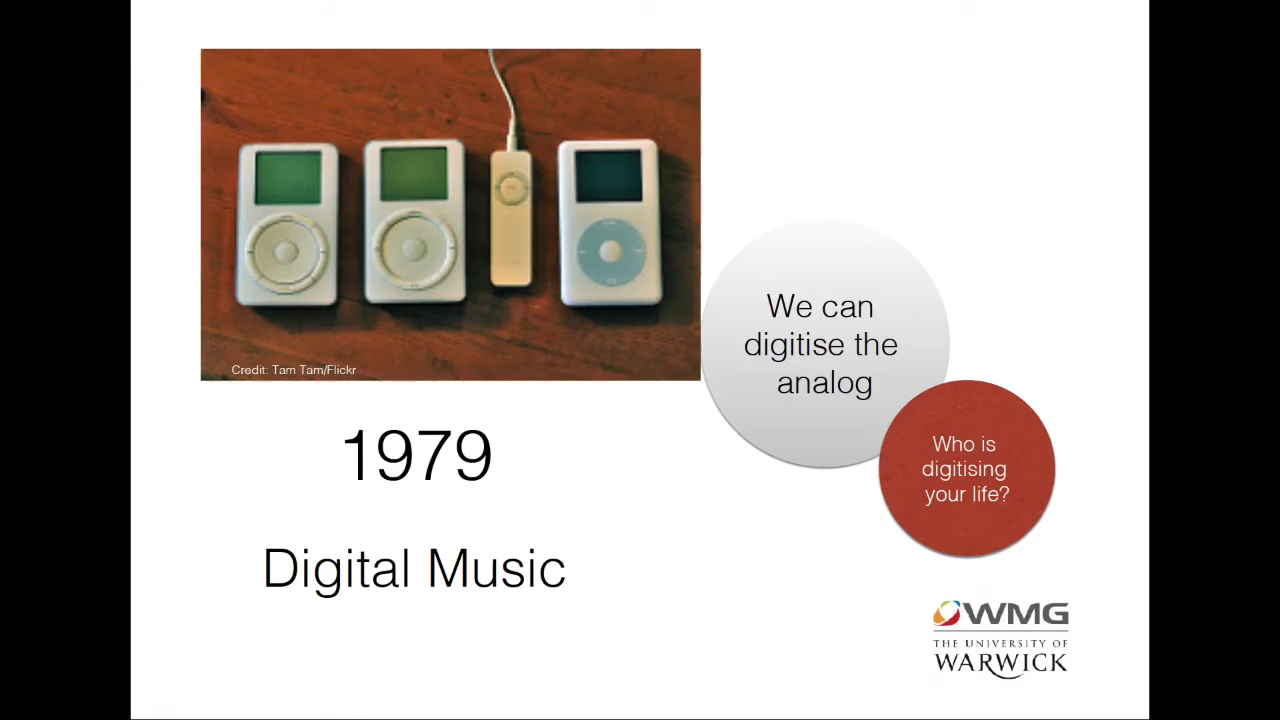 Credit: Tam Tam/Flickr
We can
digitise the
analog
Who is
digitising
your life?
1979
Digital Music
WMG
THE UNIVERSITY OF
WARWICK